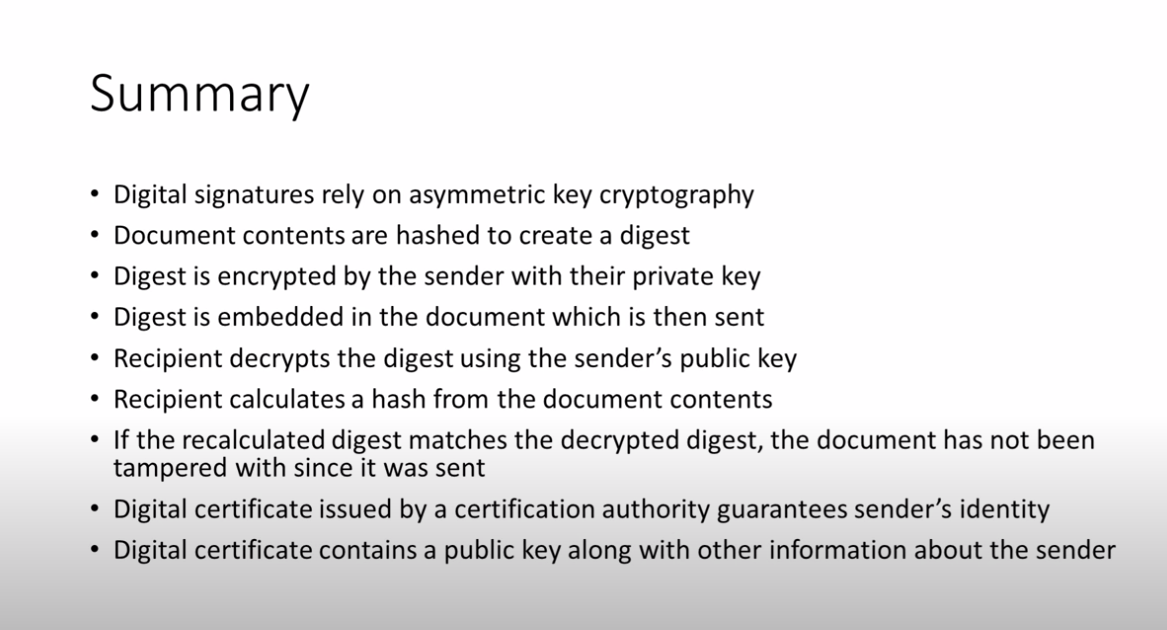 Summary
• Digital signatures rely on asymmetric key cryptography
• Document contents are hashed to create a digest
• Digest is encrypted by the sender with their private key
• Digest is embedded in the document which is then sent
• Recipient decrypts the digest using the sender’s public key
• Recipient calculates a hash from the document contents
• If the recalculated digest matches the decrypted digest, the document has not been
tampered with since it was sent
• Digital certificate issued by a certification authority guarantees sender’s identity
• Digital certificate contains a public key along with other information about the sender